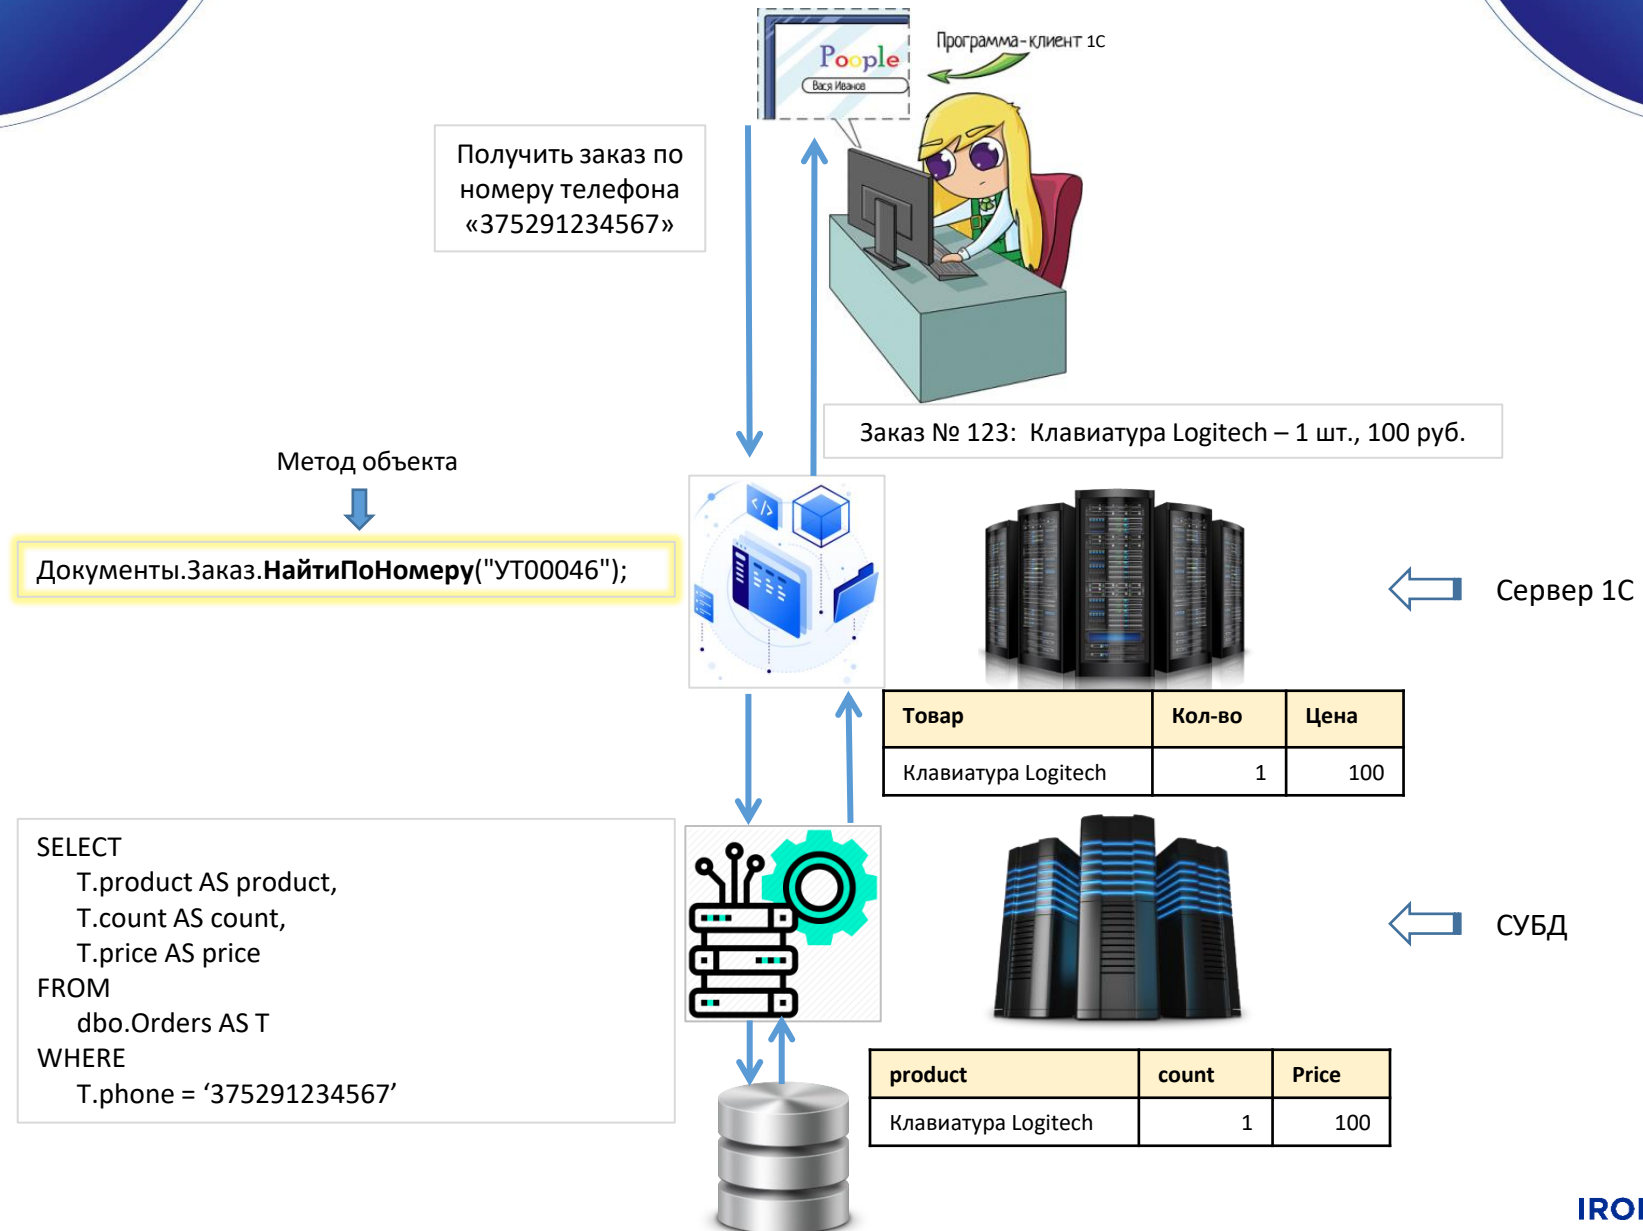 Poople
Вася Иванов
Программа-клиент 1С
Получить заказ по
номеру телефона
«375291234567»
Заказ № 123: Клавиатура Logitech – 1 шт., 100 руб.
Метод объекта
Документы.Заказ.НайтиПоНомеру("УТ00046");
Сервер 1С
Товар Кол-во Цена
Клавиатура Logitech 1 100
SELECT
T.product AS product,
T.count AS count,
T.price AS price
FROM
dbo.Orders AS T
WHERE
T.phone = ‘375291234567’
СУБД
product count Price
Клавиатура Logitech 1 100